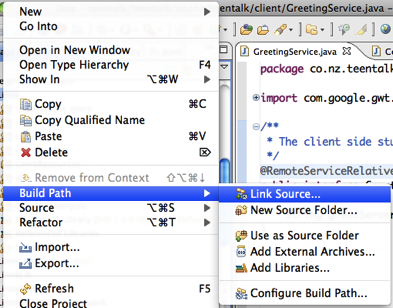 New
Go Into
Open in New Window
Open Type Hierarchy F4
Show In ⌥⌘W
Copy ⌘C
Copy Qualified Name
Paste ⌘V
Delete ⌦
Remove from Context ⇧⌥⌘↓
Build Path
Source ⌥⌘S
Refactor ⌥⌘T
Import...
Export...
Refresh F5
Close Project
Link Source...
New Source Folder...
Use as Source Folder
Add External Archives...
Add Libraries...
Configure Build Path...
talk/client/GreetingService.java
GreetingService.java
package co.nz.teentalk
import com.google.gwt.
/**
* The client side stu
*/
@RemoteServiceRelative